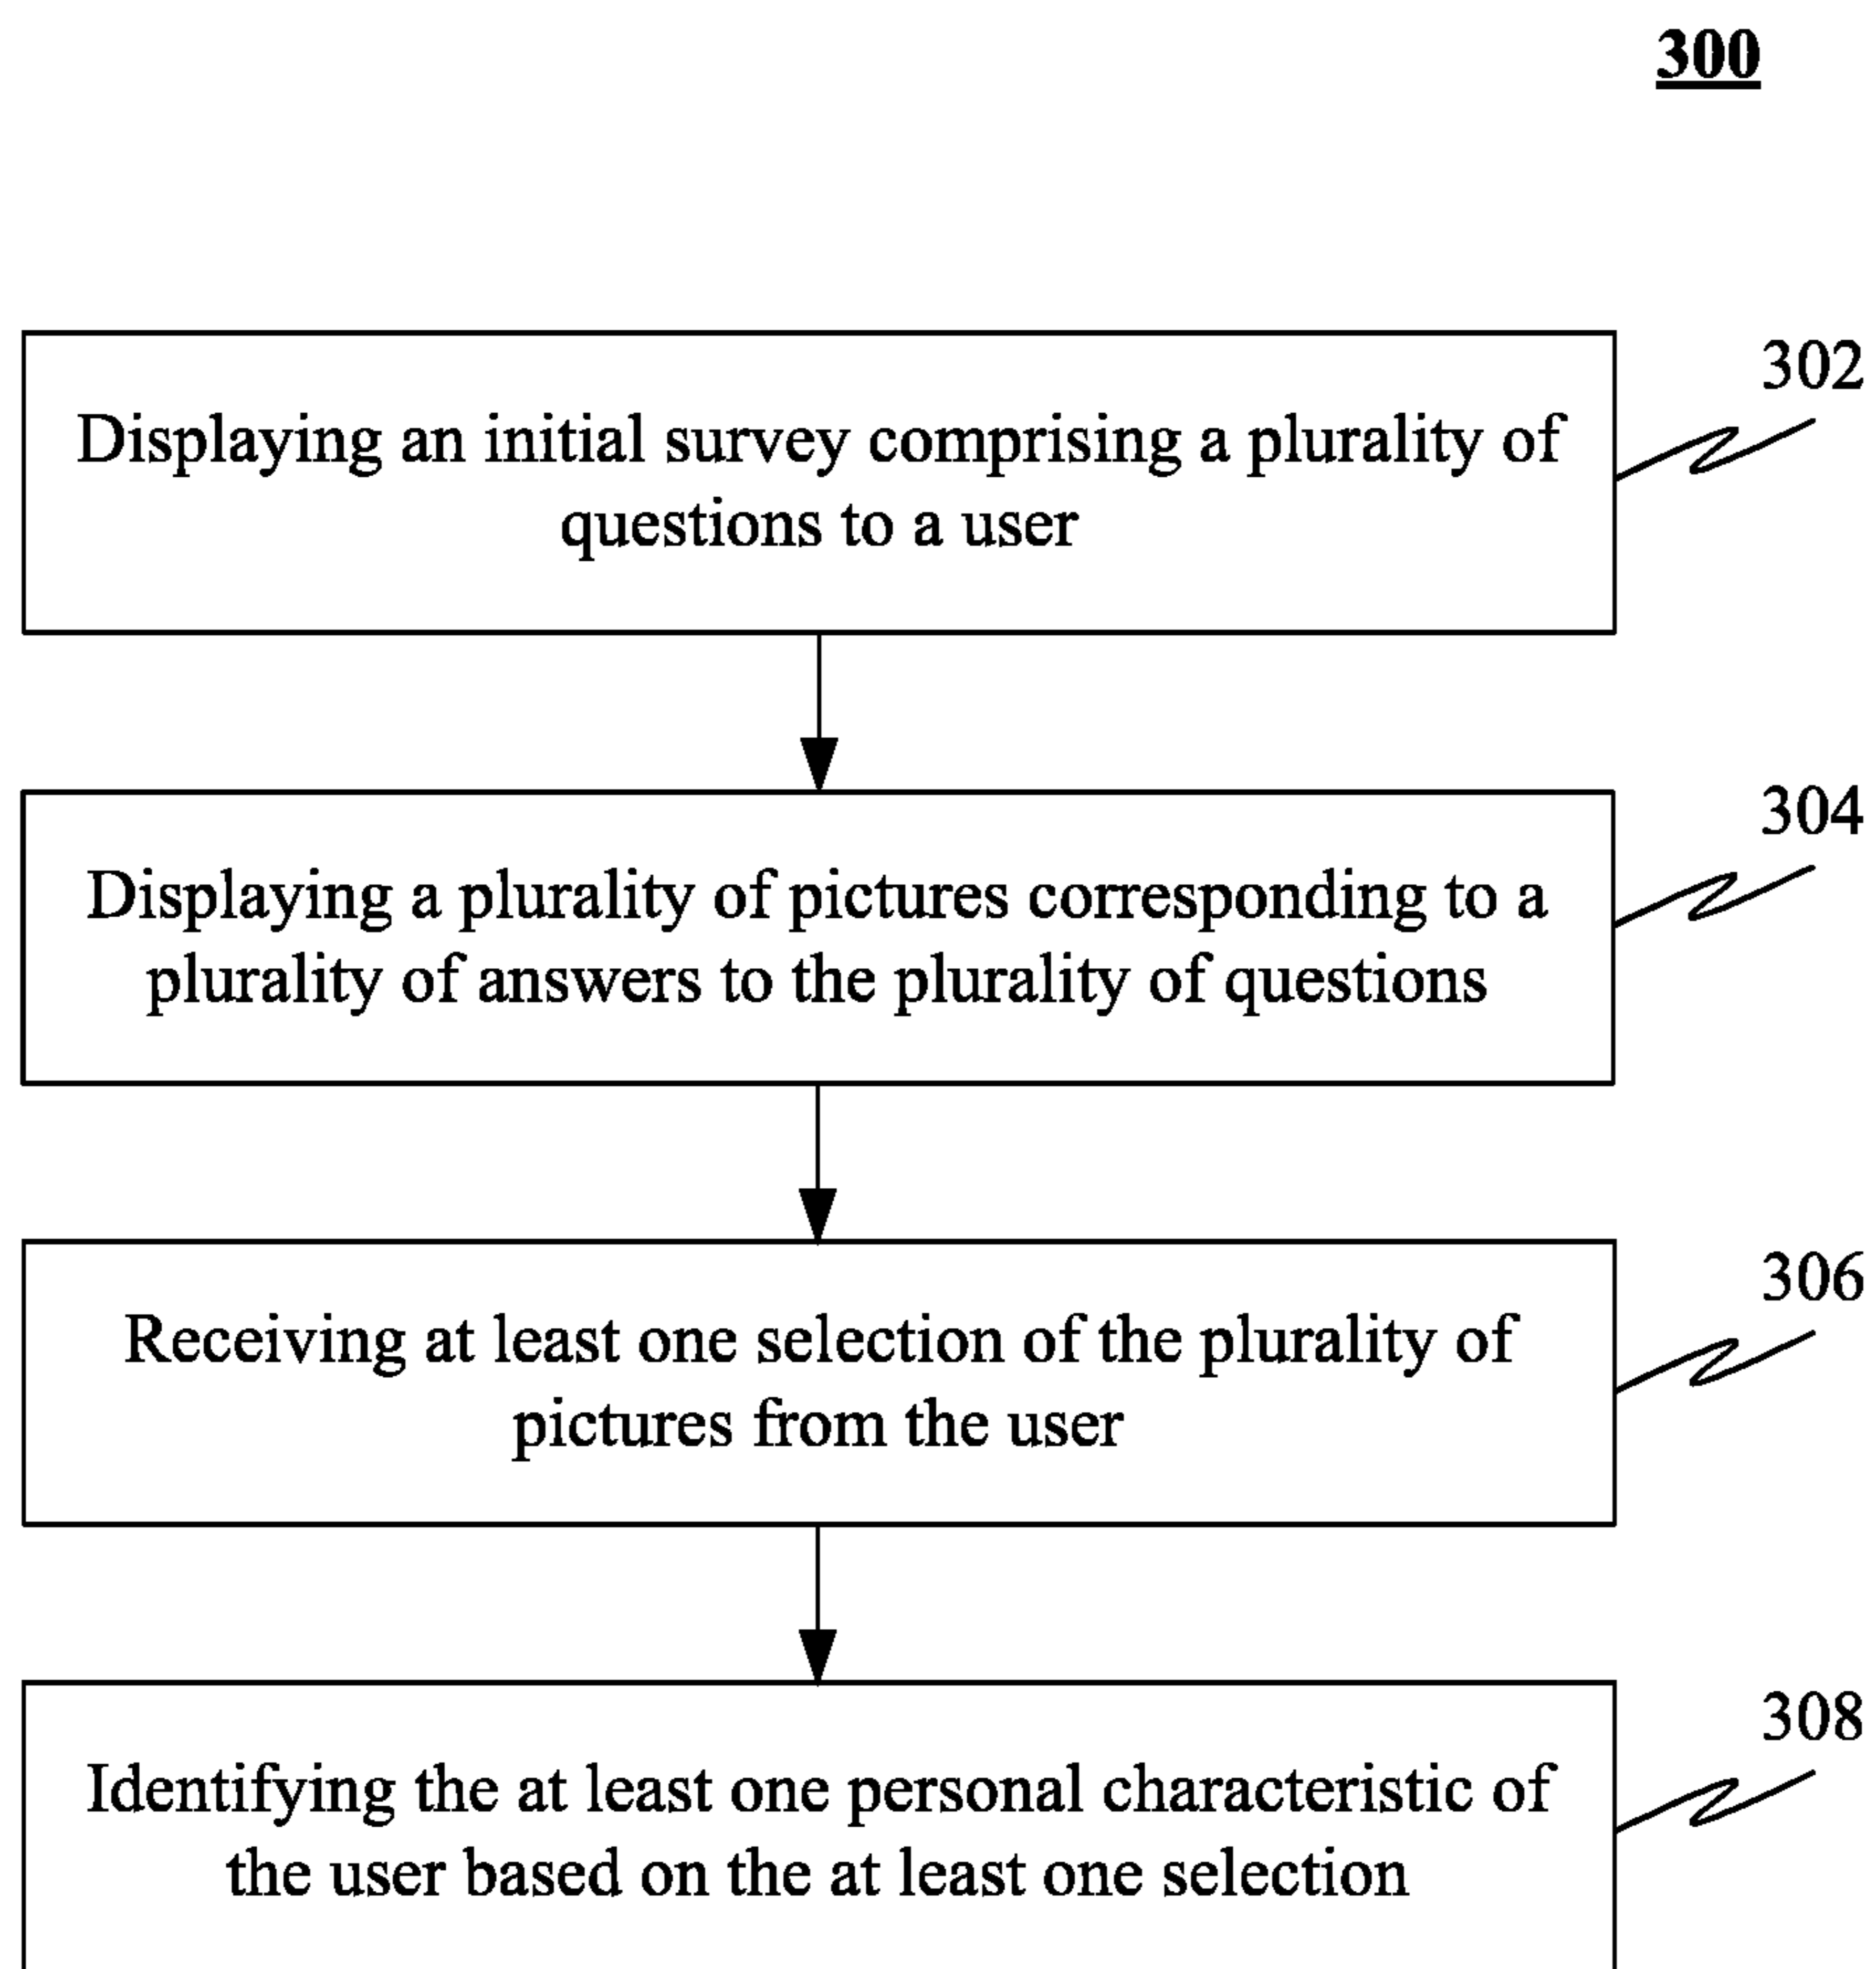 300
302
Displaying an initial survey comprising a plurality of
questions to a user
304
Displaying a plurality of pictures corresponding to a
plurality of answers to the plurality of questions
306
Receiving at least one selection of the plurality of
pictures from the user
308
Identifying the at least one personal characteristic of
the user based on the at least one selection